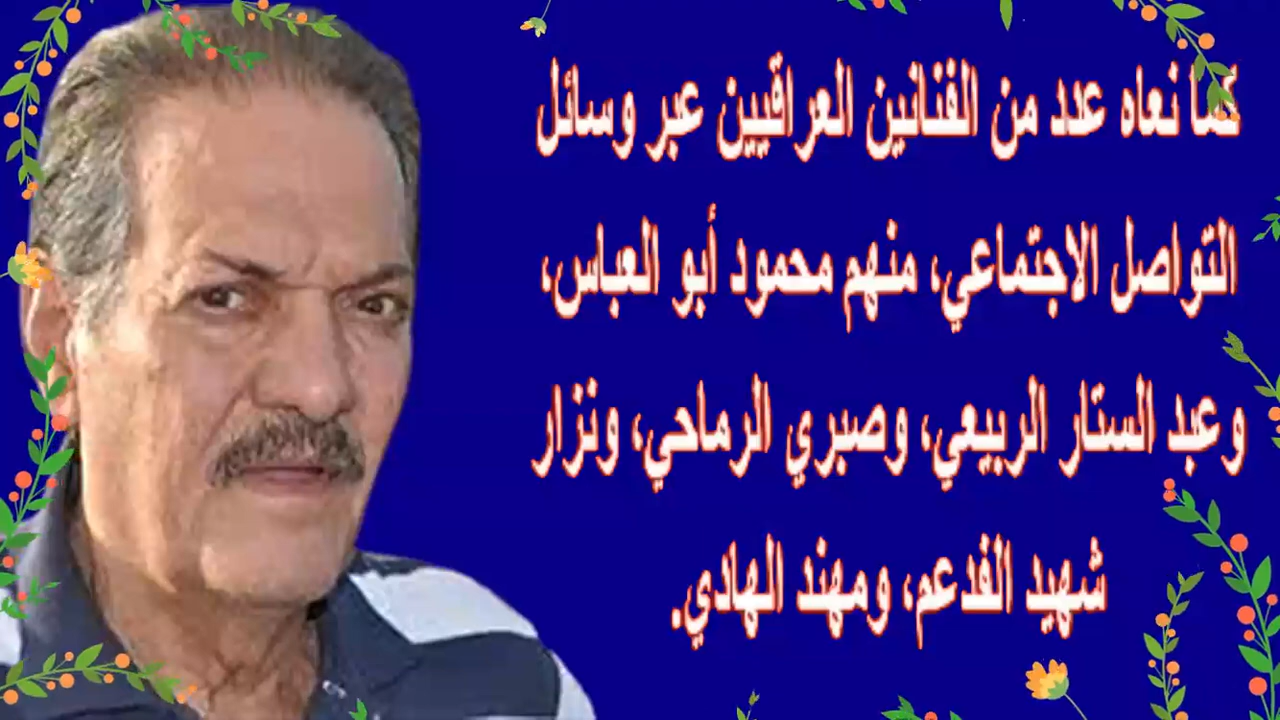 كما نعاه عدد من الفنانين العراقيين عبر وسائل
التواصل الاجتماعي، منهم محمود أبو العباس،
وعبد الستار الربيعي، وصبري الرماحي، ونزار
شهيد الفدعم، ومهند الهادي.